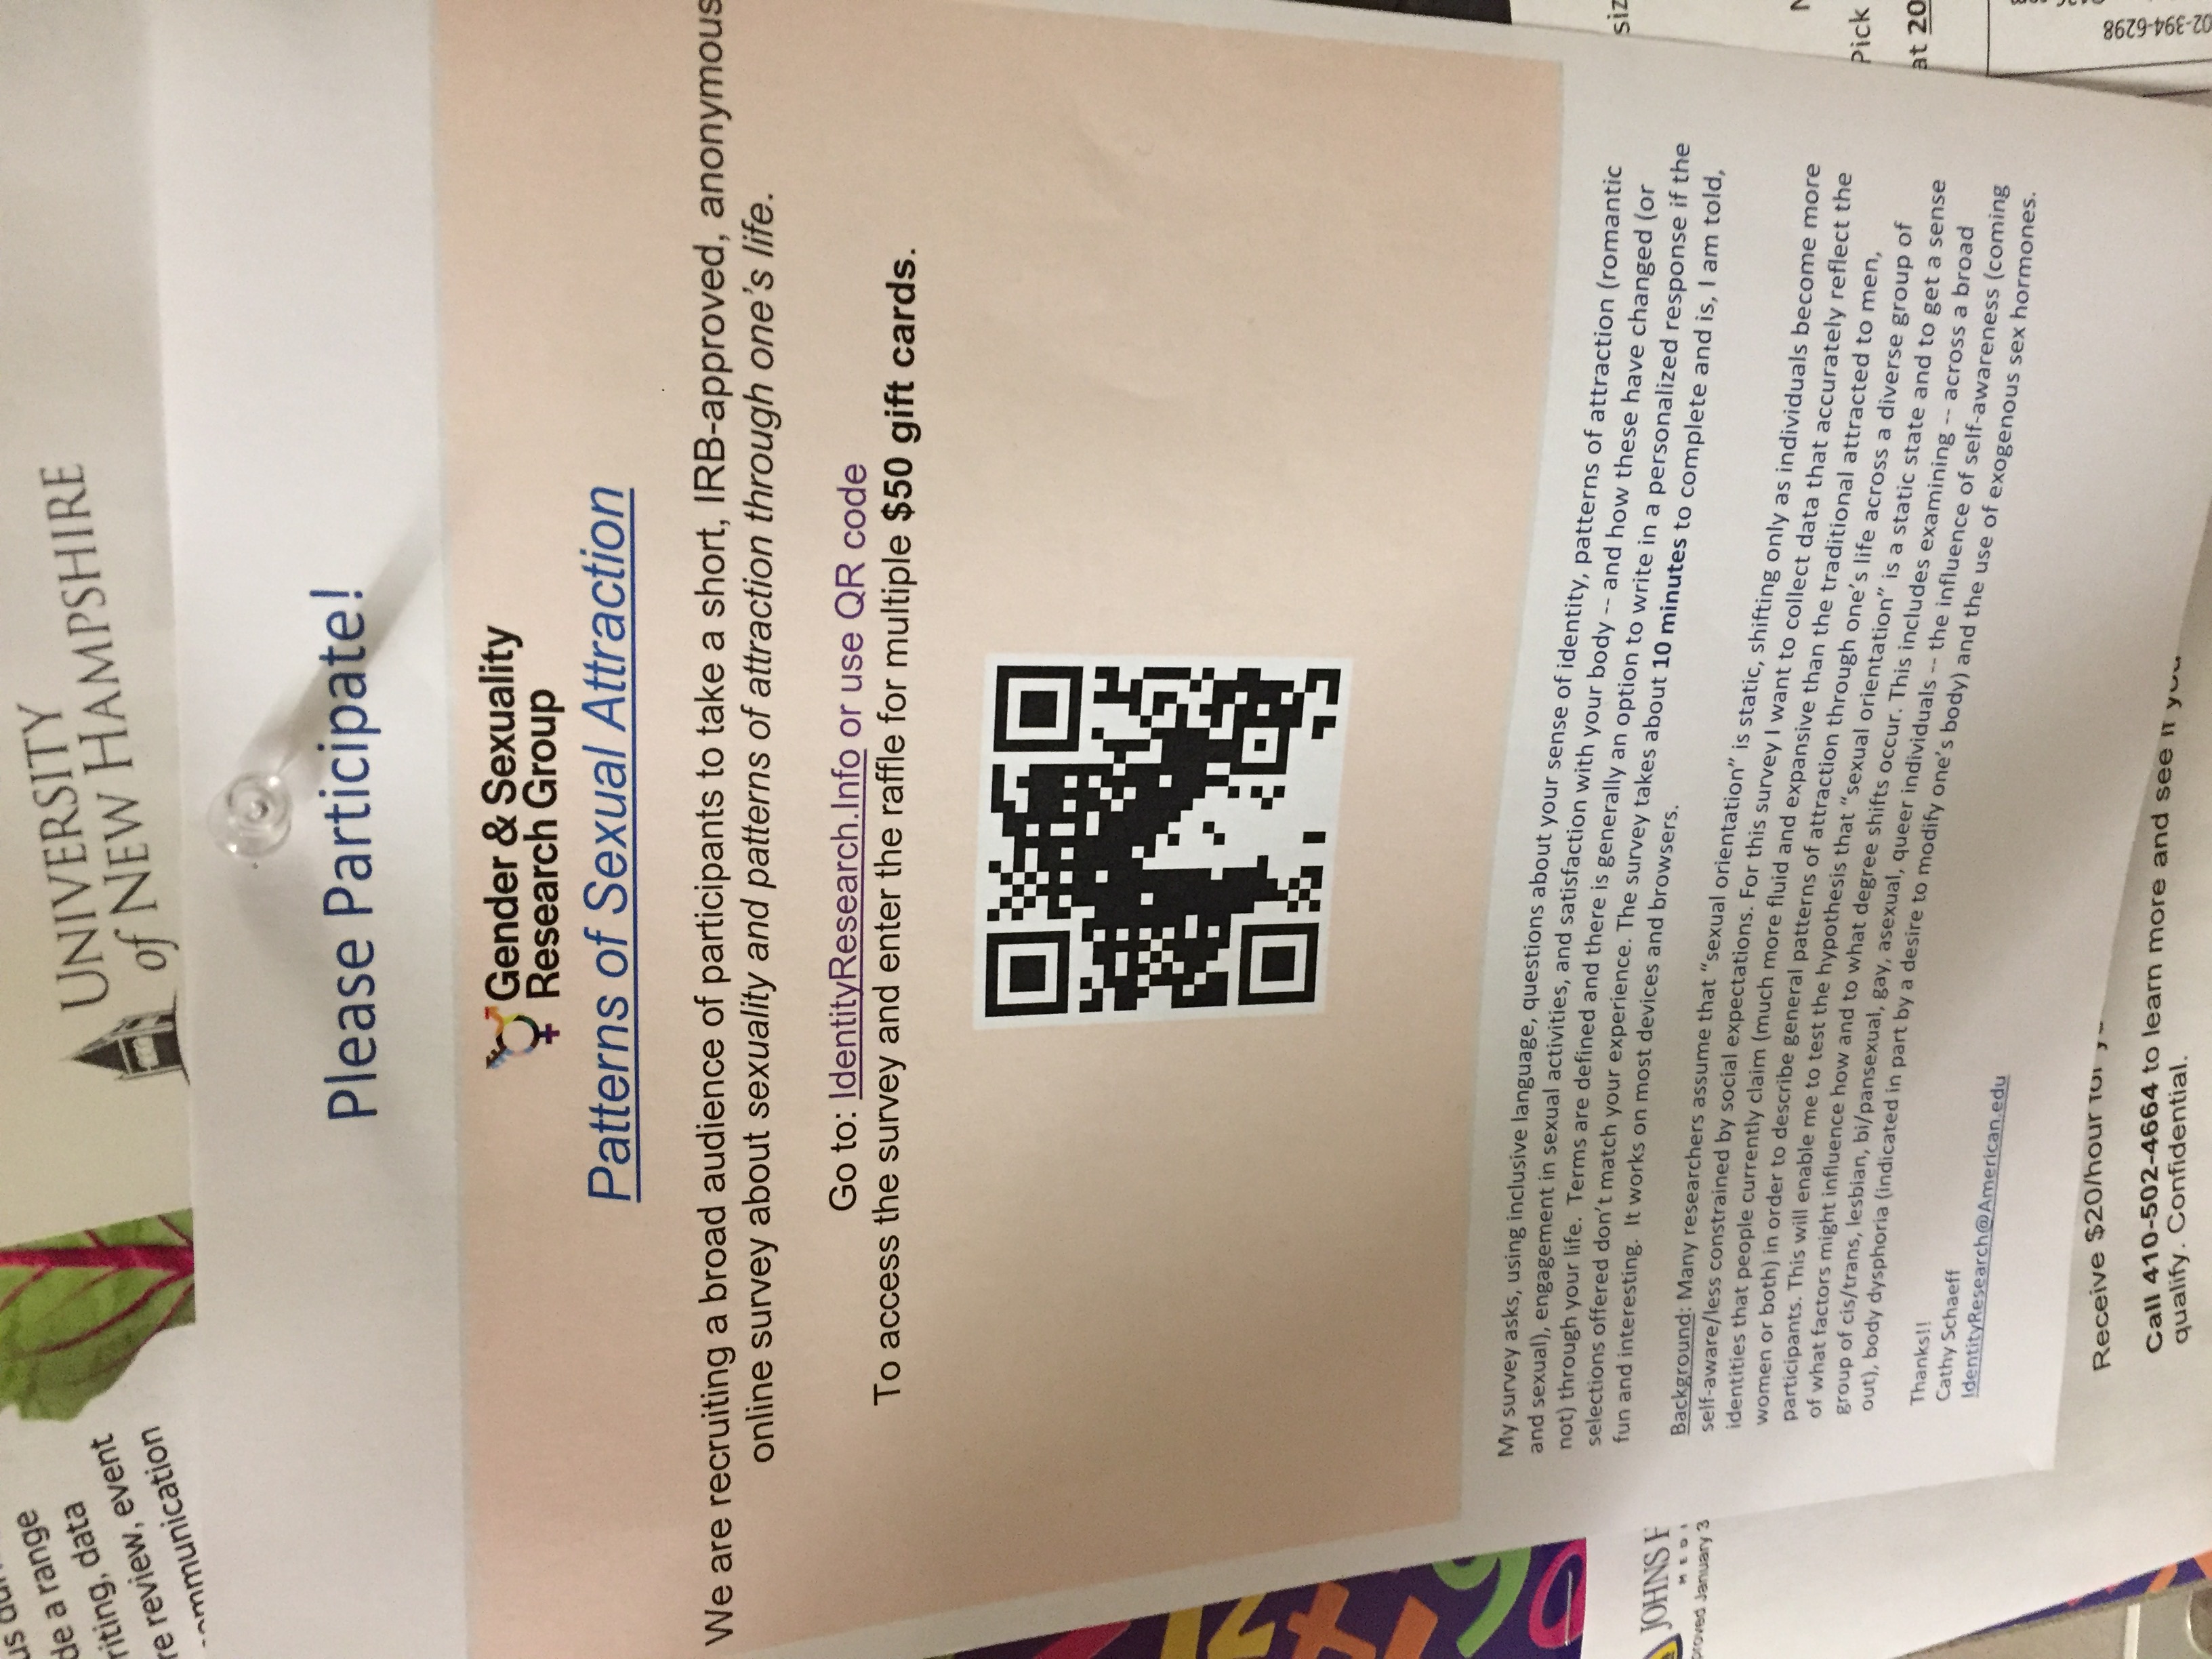 de a range
riting, data
re review, event
communication
UNIVERSITY
of NEW HAMPSHIRE
Please Participate!
Gender & Sexuality
Research Group
Patterns of Sexual Attraction
We are recruiting a broad audience of participants to take a short, IRB-approved, anonymous
online survey about sexuality and patterns of attraction through one's life.
Go to: IdentityResearch.Info or use QR code
To access the survey and enter the raffle for multiple $50 gift cards.
My survey asks, using inclusive language, questions about your sense of identity, patterns of attraction (romantic
and sexual), engagement in sexual activities, and satisfaction with your body -- and how these have changed (or
not) through your life. Terms are defined and there is generally an option to write in a personalized response if the
selections offered don't match your experience. The survey takes about 10 minutes to complete and is, I am told,
fun and interesting. It works on most devices and browsers.
Background: Many researchers assume that "sexual orientation" is static, shifting only as individuals become more
self-aware/less constrained by social expectations. For this survey I want to collect data that accurately reflect the
identities that people currently claim (much more fluid and expansive than the traditional attracted to men,
women or both) in order to describe general patterns of attraction through one's life across a diverse group of
participants. This will enable me to test the hypothesis that "sexual orientation" is a static state and to get a sense
of what factors might influence how and to what degree shifts occur. This includes examining -- across a broad
group of cis/trans, lesbian, bi/pansexual, gay, asexual, queer individuals -- the influence of self-awareness (coming
out), body dysphoria (indicated in part by a desire to modify one's body) and the use of exogenous sex hormones.
Thanks!!
Cathy Schaeff
IdentityResearch@American.edu
JOHNS H
MEDI
proved January 3
Receive $20/hour for
Call 410-502-4664 to learn more and see if you
qualify. Confidential.
siz
Pick
at 20
02-394-6298